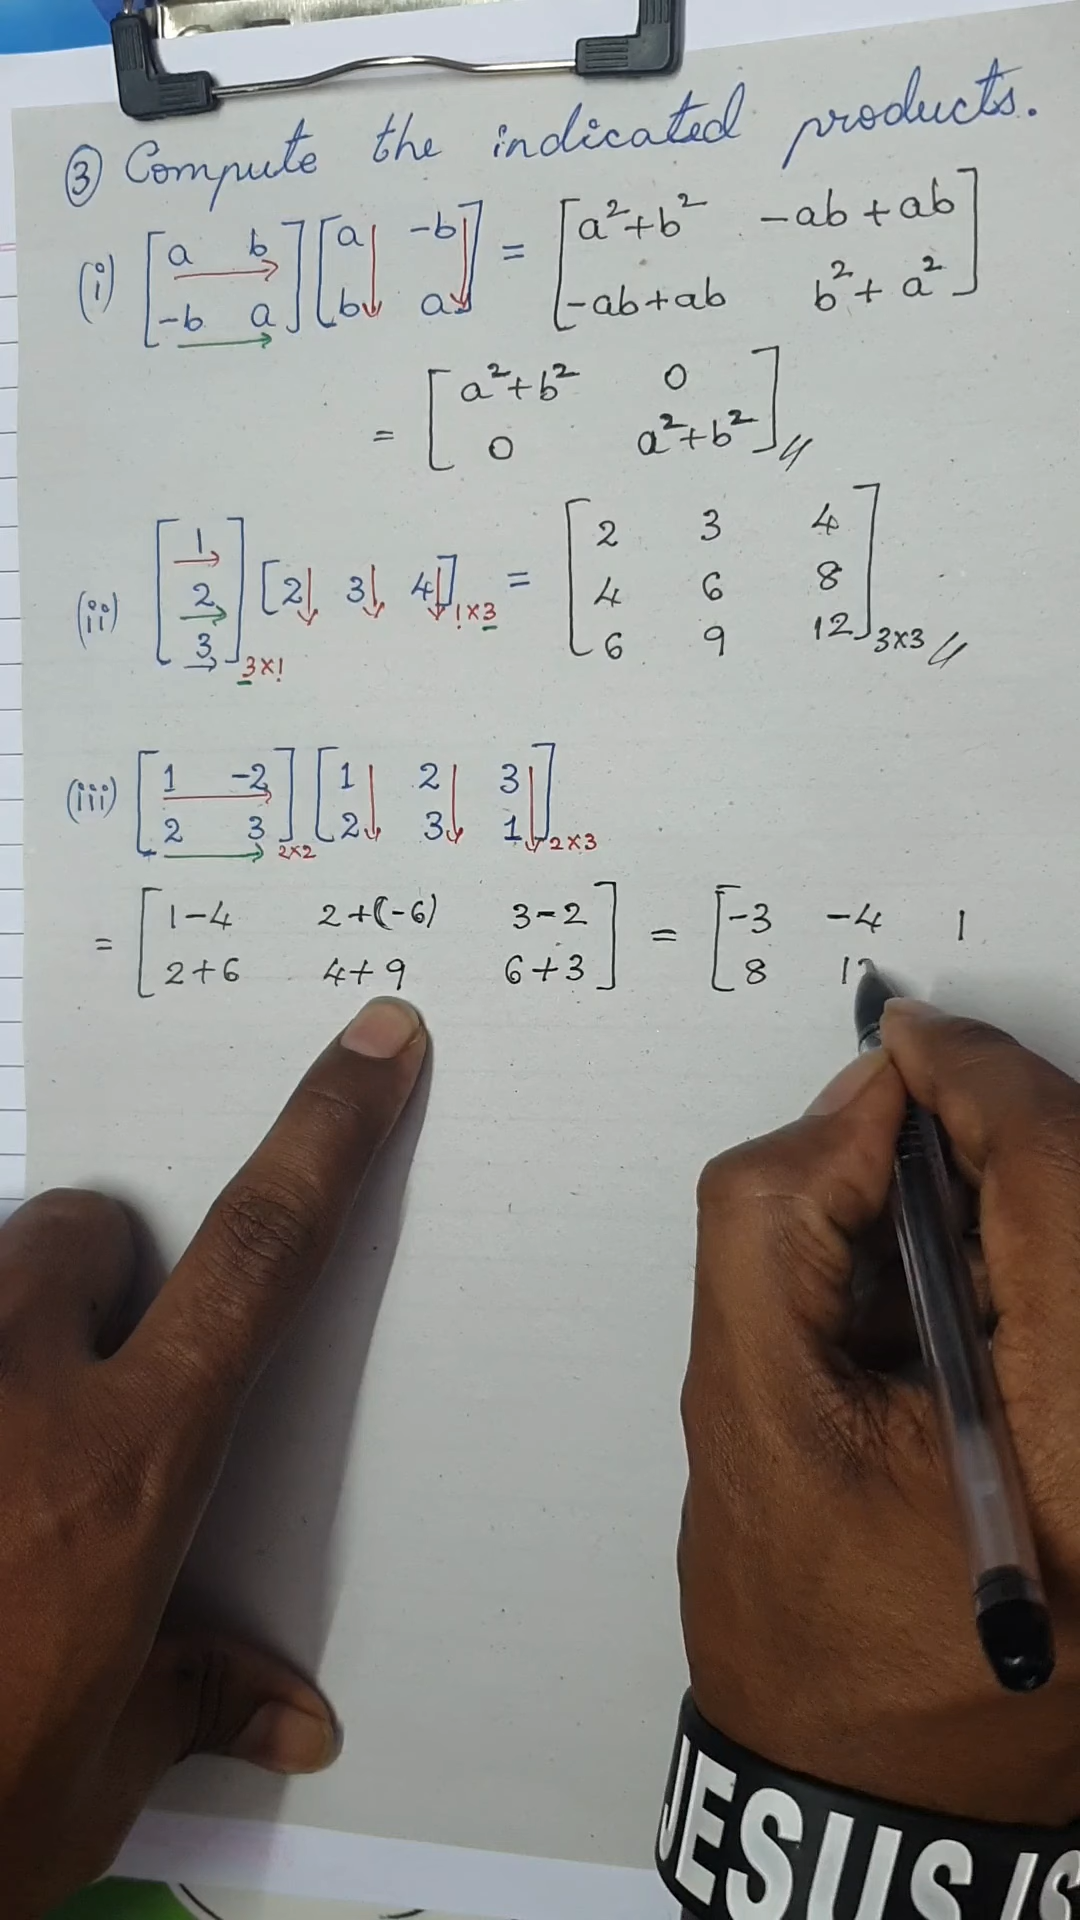 ③ Compute the indicated products.
(i) [a b; -b a] [a -b; b a] = [a²+b² -ab+ab; -ab+ab b²+a²]
= [a²+b² 0; 0 a²+b²]
(ii) [1; 2; 3]3×1 [2 3 4]1×3 = [2 3 4; 4 6 8; 6 9 12]3×3
(iii) [1 -2; 2 3]2×2 [1 2 3; 2 3 1]2×3
= [1-4 2+(-6) 3-2; 2+6 4+9 6+3] = [-3 -4 1; 8
JESUS IS